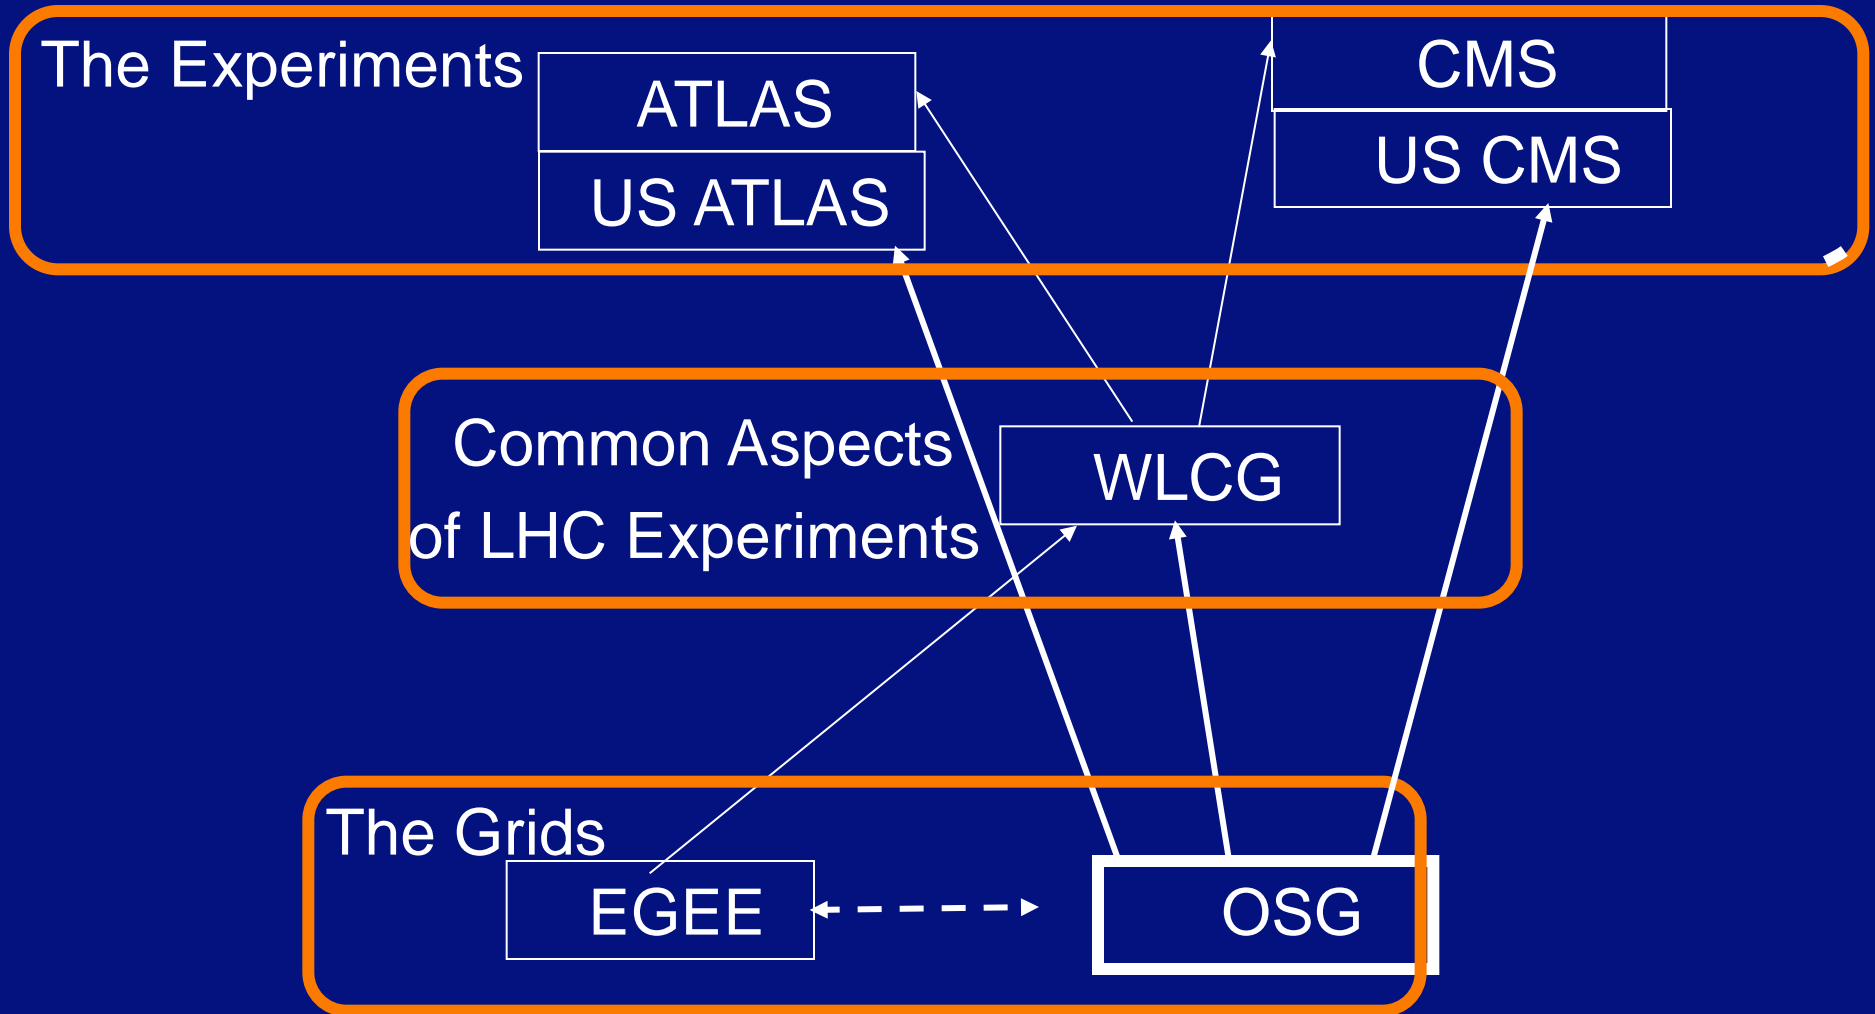 The Experiments
ATLAS
US ATLAS
CMS
US CMS
Common Aspects
of LHC Experiments
WLCG
The Grids
EGEE
OSG